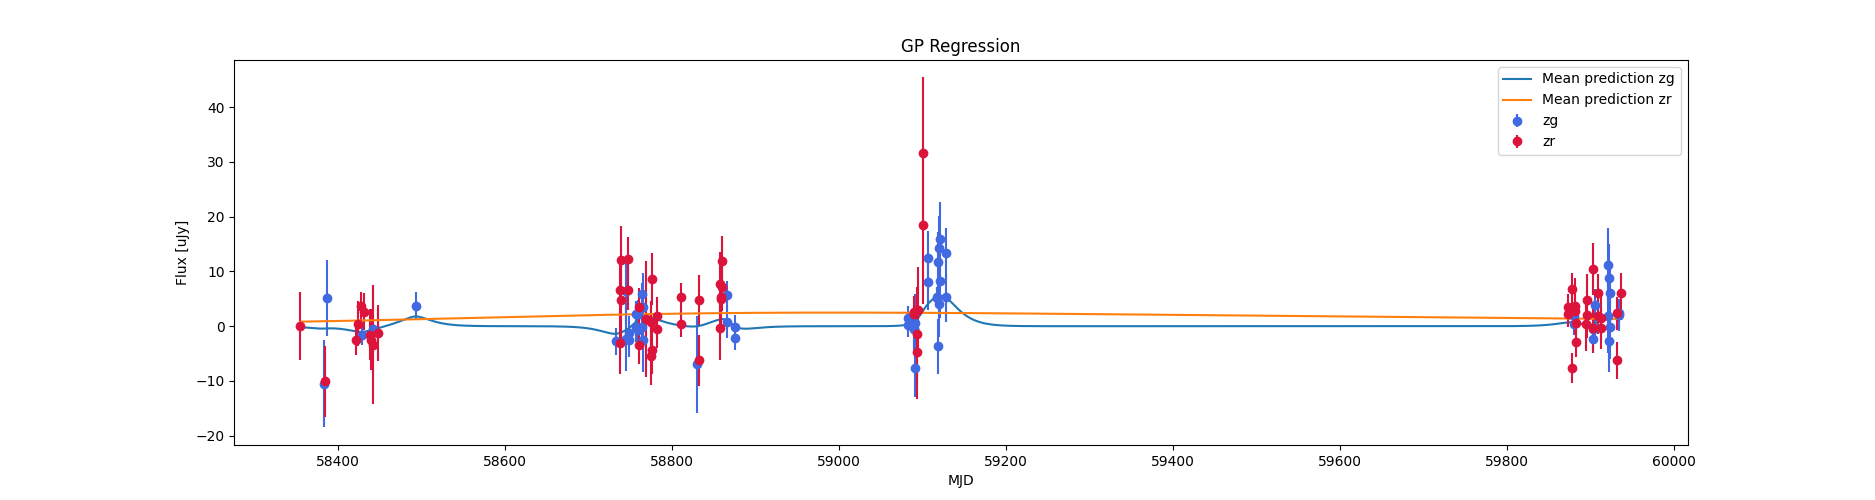 GP Regression
Mean prediction zg
Mean prediction zr
zg
zr
Flux [uJy]
40
30
20
10
0
−10
−20
58400 58600 58800 59000 59200 59400 59600 59800 60000
MJD